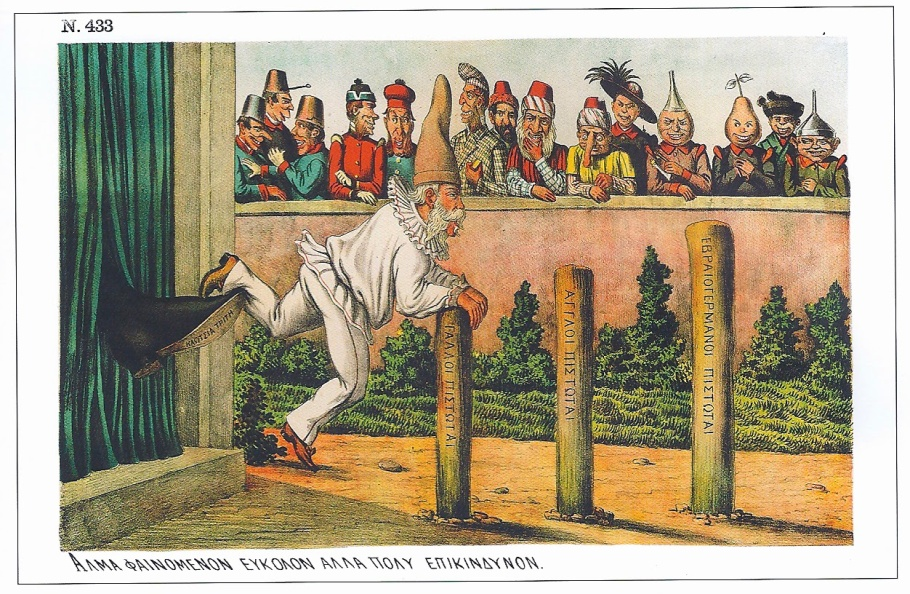 N. 433
ΓΑΛΛΟΙ ΠΙΣΤΩΤΑΙ
ΑΓΓΛΟΙ ΠΙΣΤΩΤΑΙ
ΕΒΡΑΙΟΓΕΡΜΑΝΟΙ ΠΙΣΤΩΤΑΙ
ΑΛΜΑ ΦΑΙΝΟΜΕΝΟΝ ΕΥΚΟΛΟΝ ΑΛΛΑ ΠΟΛΥ ΕΠΙΚΙΝΔΥΝΟΝ.